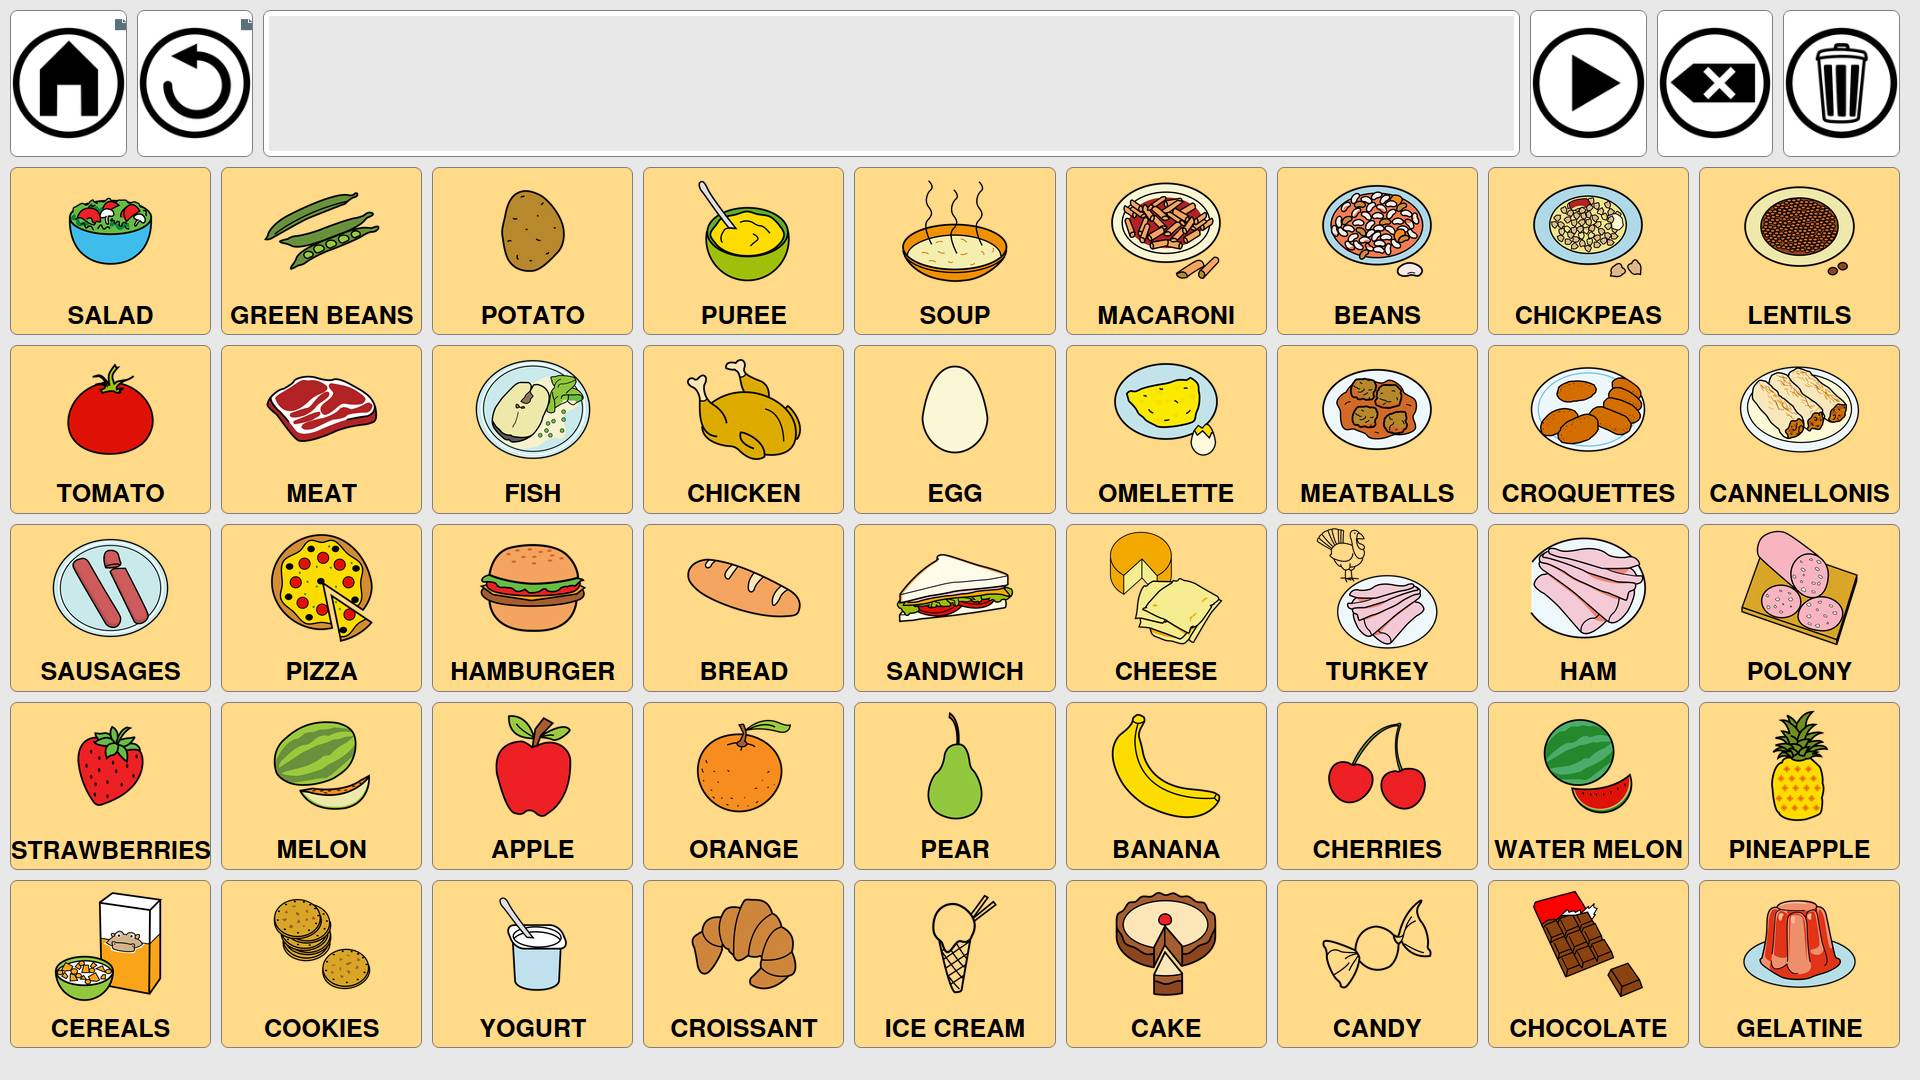 SALAD
GREEN BEANS
POTATO
PUREE
SOUP
MACARONI
BEANS
CHICKPEAS
LENTILS
TOMATO
MEAT
FISH
CHICKEN
EGG
OMELETTE
MEATBALLS
CROQUETTES
CANNELLONIS
SAUSAGES
PIZZA
HAMBURGER
BREAD
SANDWICH
CHEESE
TURKEY
HAM
POLONY
STRAWBERRIES
MELON
APPLE
ORANGE
PEAR
BANANA
CHERRIES
WATER MELON
PINEAPPLE
CEREALS
COOKIES
YOGURT
CROISSANT
ICE CREAM
CAKE
CANDY
CHOCOLATE
GELATINE